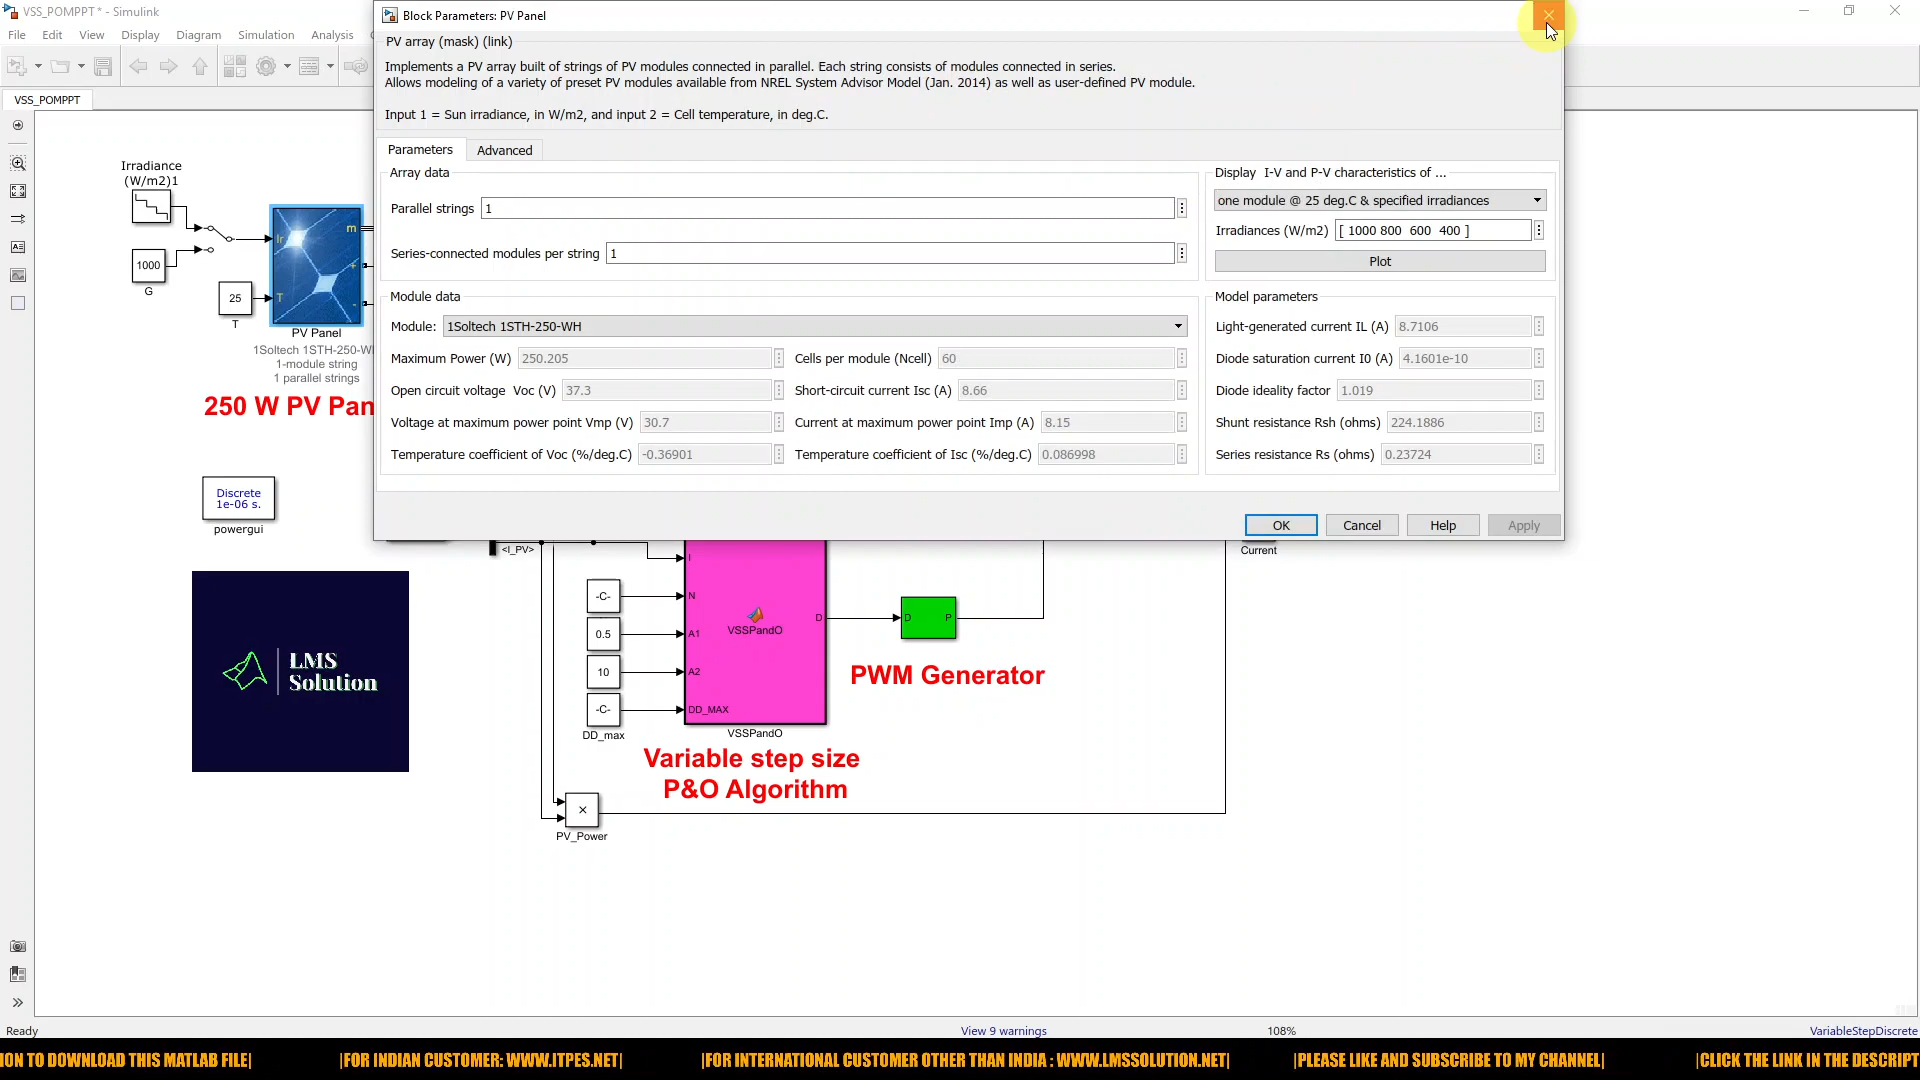 VSS_POMPPT * - Simulink
File Edit View Display Diagram Simulation Analysis
VSS_POMPPT
Block Parameters: PV Panel
PV array (mask) (link)
Implements a PV array built of strings of PV modules connected in parallel. Each string consists of modules connected in series.
Allows modeling of a variety of preset PV modules available from NREL System Advisor Model (Jan. 2014) as well as user-defined PV module.
Input 1 = Sun irradiance, in W/m2, and input 2 = Cell temperature, in deg.C.
Parameters Advanced
Array data
Parallel strings 1
Series-connected modules per string 1
Display I-V and P-V characteristics of ...
one module @ 25 deg.C & specified irradiances
Irradiances (W/m2) [ 1000 800 600 400 ]
Plot
Module data
Module: 1Soltech 1STH-250-WH
Maximum Power (W) 250.205 Cells per module (Ncell) 60
Open circuit voltage Voc (V) 37.3 Short-circuit current Isc (A) 8.66
Voltage at maximum power point Vmp (V) 30.7 Current at maximum power point Imp (A) 8.15
Temperature coefficient of Voc (%/deg.C) -0.36901 Temperature coefficient of Isc (%/deg.C) 0.086998
Model parameters
Light-generated current IL (A) 8.7106
Diode saturation current I0 (A) 4.1601e-10
Diode ideality factor 1.019
Shunt resistance Rsh (ohms) 224.1886
Series resistance Rs (ohms) 0.23724
OK Cancel Help Apply
Irradiance
(W/m2)1
1000
G
25
T
Ir
T
m
+
-
PV Panel
1Soltech 1STH-250-W
1-module string
1 parallel strings
250 W PV Pan
Discrete
1e-06 s.
powergui
LMS
Solution
<I_PV>
Current
I
-C- N
0.5 A1
10 A2
-C- DD_MAX
DD_max
VSSPandO
D
VSSPandO
D P
PWM Generator
Variable step size
P&O Algorithm
×
PV_Power
Ready View 9 warnings 108% VariableStepDiscrete
ION TO DOWNLOAD THIS MATLAB FILE| |FOR INDIAN CUSTOMER: WWW.ITPES.NET| |FOR INTERNATIONAL CUSTOMER OTHER THAN INDIA : WWW.LMSSOLUTION.NET| |PLEASE LIKE AND SUBSCRIBE TO MY CHANNEL| |CLICK THE LINK IN THE DESCRIPT